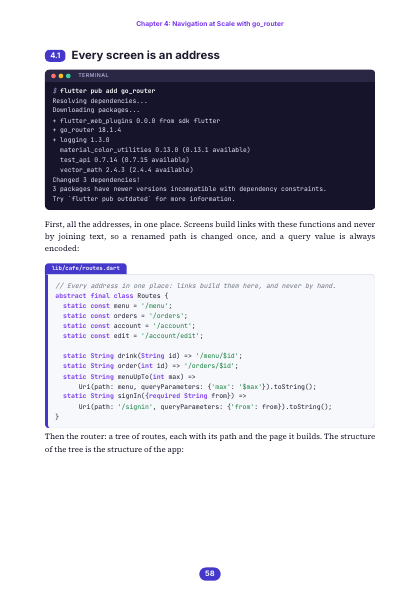 Chapter 4: Navigation at Scale with go_router
4.1 Every screen is an address
TERMINAL
$ flutter pub add go_router
Resolving dependencies...
Downloading packages...
+ flutter_web_plugins 0.0.0 from sdk flutter
+ go_router 18.1.4
+ logging 1.3.0
  material_color_utilities 0.13.0 (0.13.1 available)
  test_api 0.7.14 (0.7.15 available)
  vector_math 2.4.3 (2.4.4 available)
Changed 3 dependencies!
3 packages have newer versions incompatible with dependency constraints.
Try `flutter pub outdated` for more information.
First, all the addresses, in one place. Screens build links with these functions and never
by joining text, so a renamed path is changed once, and a query value is always
encoded:
lib/cafe/routes.dart
// Every address in one place: links build them here, and never by hand.
abstract final class Routes {
  static const menu = '/menu';
  static const orders = '/orders';
  static const account = '/account';
  static const edit = '/account/edit';
  static String drink(String id) => '/menu/$id';
  static String order(int id) => '/orders/$id';
  static String menuUpTo(int max) =>
      Uri(path: menu, queryParameters: {'max': '$max'}).toString();
  static String signIn({required String from}) =>
      Uri(path: '/signin', queryParameters: {'from': from}).toString();
}
Then the router: a tree of routes, each with its path and the page it builds. The structure
of the tree is the structure of the app:
58